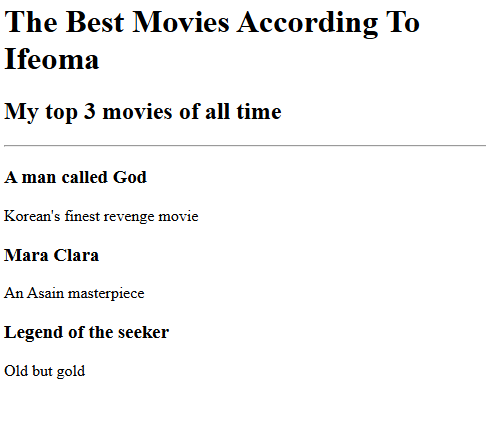 The Best Movies According To
Ifeoma
My top 3 movies of all time
A man called God
Korean's finest revenge movie
Mara Clara
An Asain masterpiece
Legend of the seeker
Old but gold